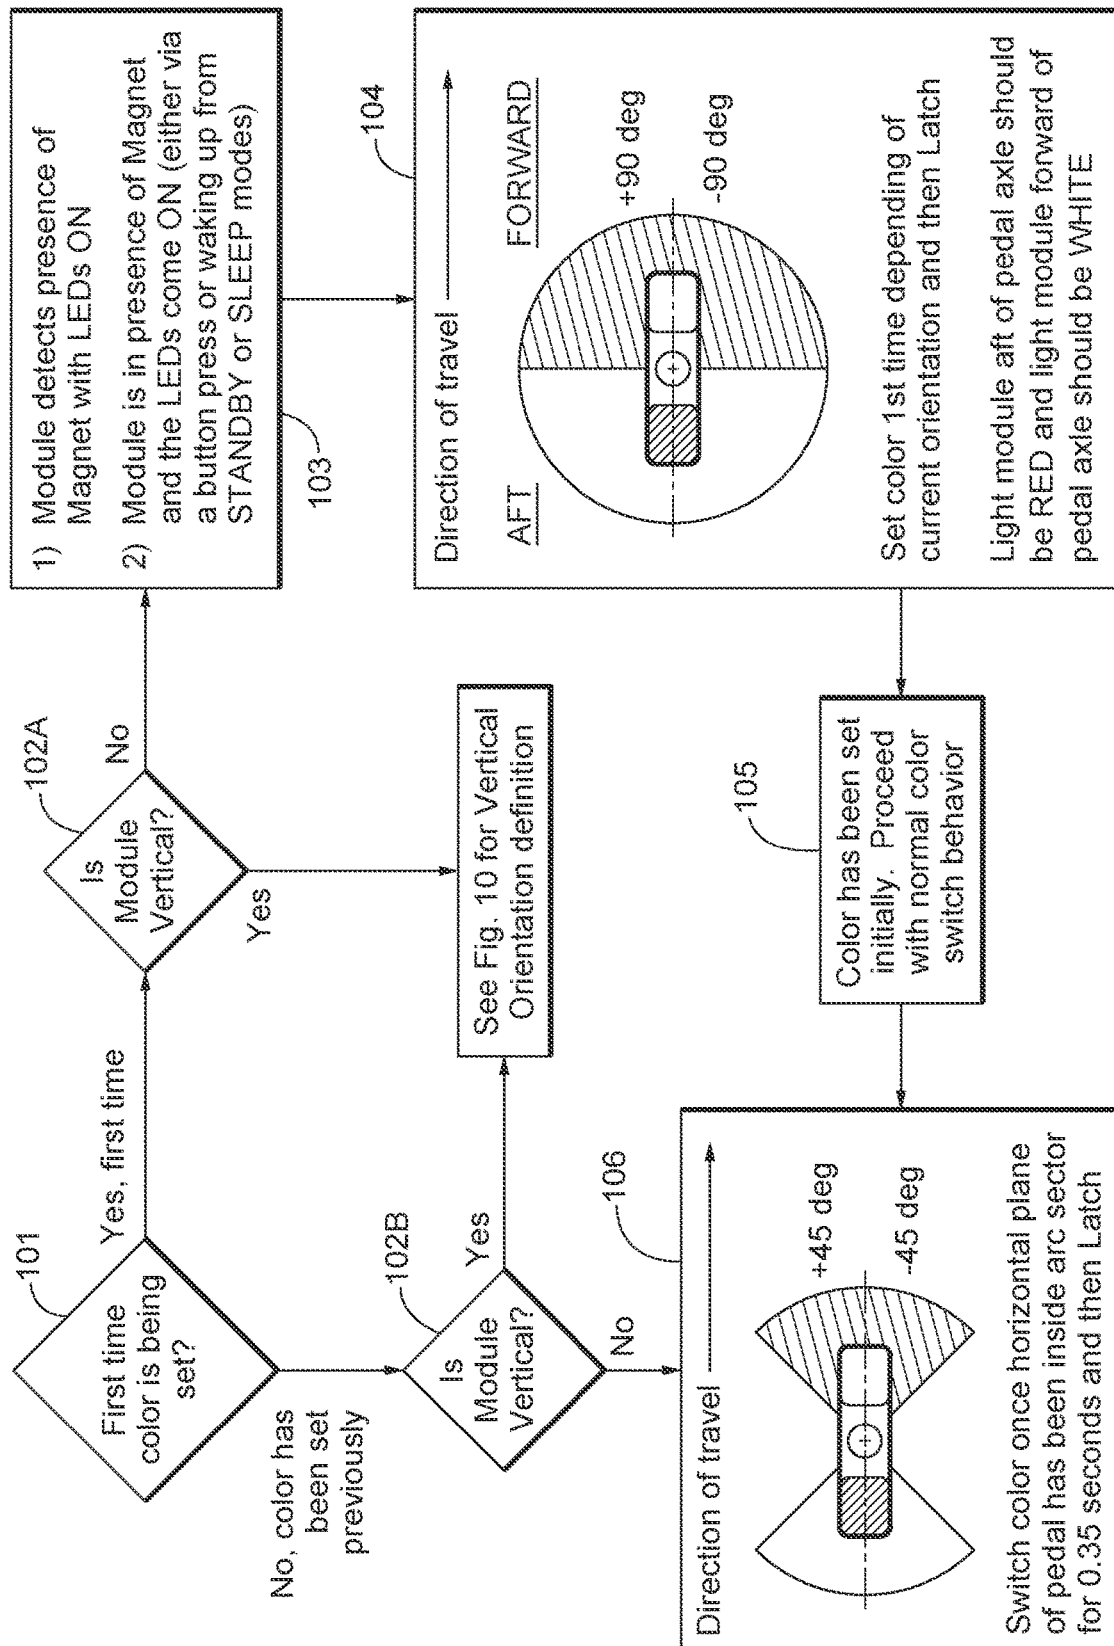 101
First time
color is being
set?
Yes, first time
No, color has
been set
previously
102A
Is
Module
Vertical?
No
Yes
1) Module detects presence of
Magnet with LEDs ON
2) Module is in presence of Magnet
and the LEDs come ON (either via
a button press or waking up from
STANDBY or SLEEP modes)
103
102B
Is
Module
Vertical?
Yes
No
See Fig. 10 for Vertical
Orientation definition
104
Direction of travel
AFT
FORWARD
+90 deg
-90 deg
Set color 1st time depending of
current orientation and then Latch
Light module aft of pedal axle should
be RED and light module forward of
pedal axle should be WHITE
105
Color has been set
initially. Proceed
with normal color
switch behavior
106
Direction of travel
+45 deg
-45 deg
Switch color once horizontal plane
of pedal has been inside arc sector
for 0.35 seconds and then Latch